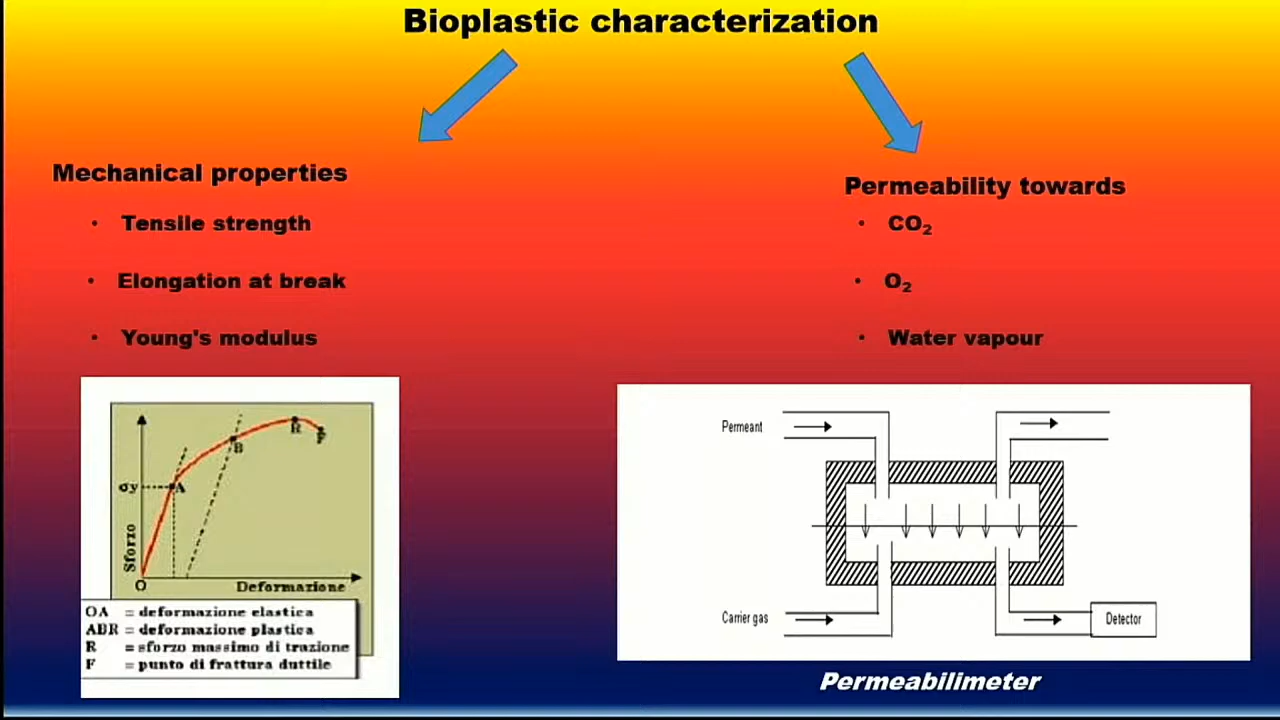 Bioplastic characterization
Mechanical properties
• Tensile strength
• Elongation at break
• Young's modulus
Permeability towards
• CO₂
• O₂
• Water vapour
σy
A
B
R
F
Sforzo
O
Deformazione
OA = deformazione elastica
ABR = deformazione plastica
R = sforzo massimo di trazione
F = punto di frattura duttile
Permeant
Carrier gas
Detector
Permeabilimeter